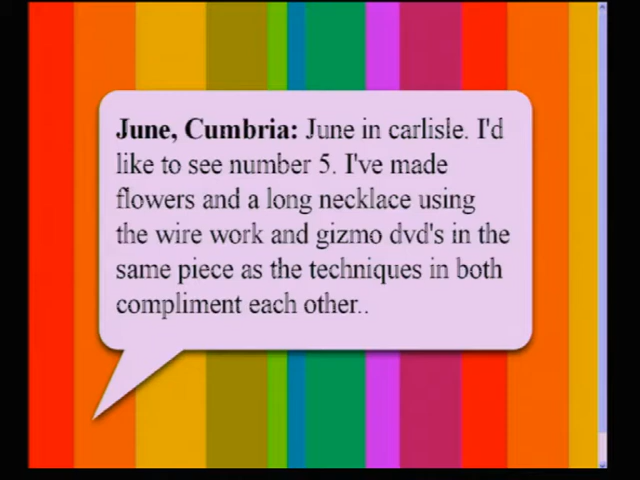 June, Cumbria: June in carlisle. I'd
like to see number 5. I've made
flowers and a long necklace using
the wire work and gizmo dvd's in the
same piece as the techniques in both
compliment each other..